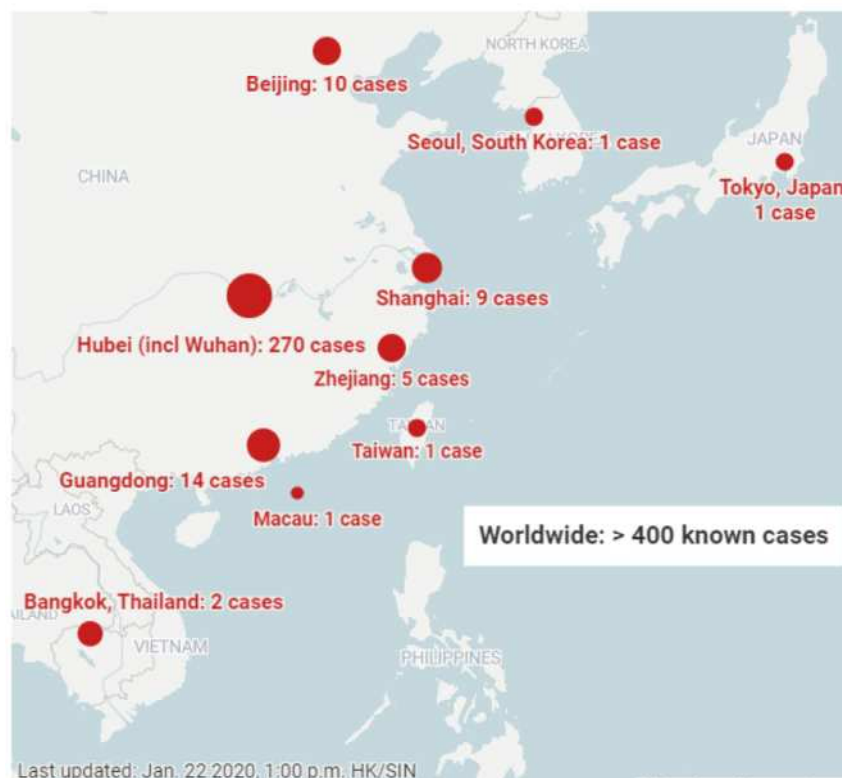 NORTH KOREA
Beijing: 10 cases
Seoul, South Korea: 1 case
JAPAN
CHINA
Tokyo, Japan
1 case
Shanghai: 9 cases
Hubei (incl Wuhan): 270 cases
Zhejiang: 5 cases
Taiwan: 1 case
Guangdong: 14 cases
LAOS
Macau: 1 case
Worldwide: > 400 known cases
Bangkok, Thailand: 2 cases
VIETNAM
PHILIPPINES
Last updated: Jan. 22 2020, 1:00 p.m. HK/SIN